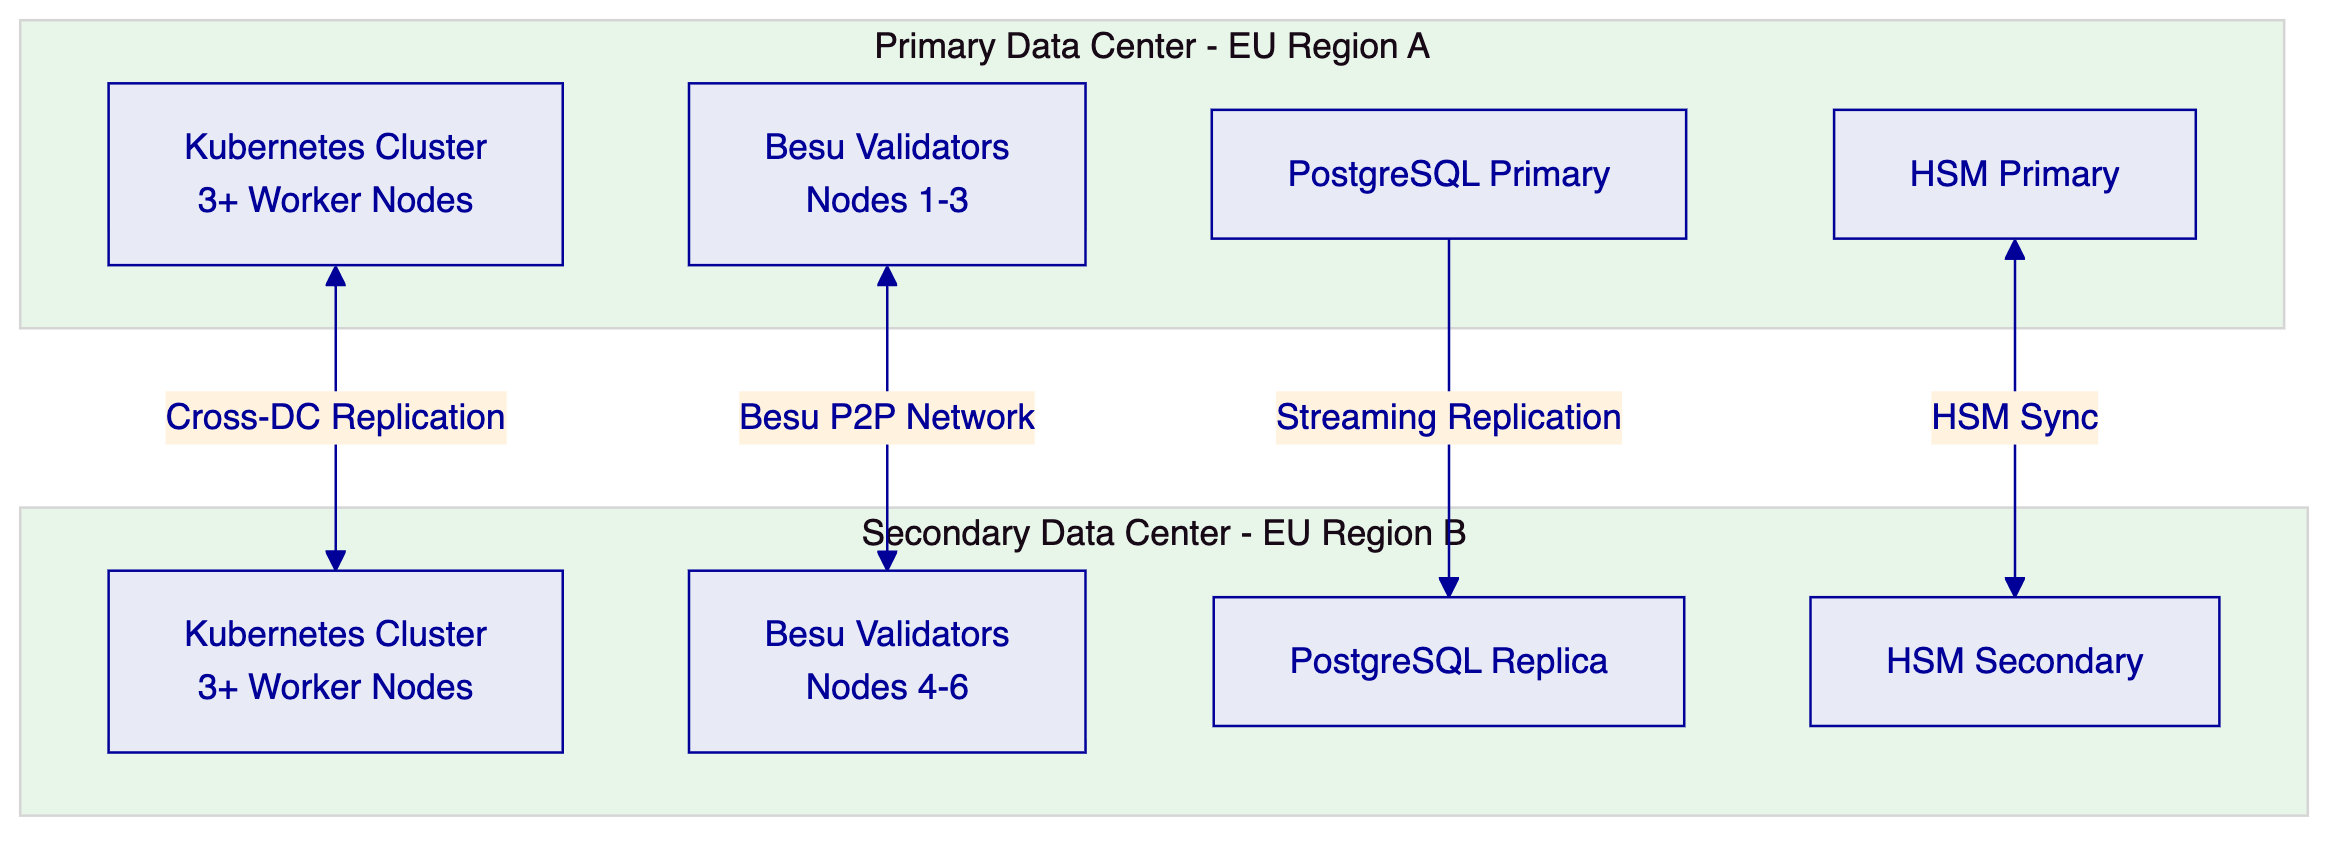 Primary Data Center - EU Region A
Kubernetes Cluster
3+ Worker Nodes
Besu Validators
Nodes 1-3
PostgreSQL Primary
HSM Primary
Cross-DC Replication
Besu P2P Network
Streaming Replication
HSM Sync
Secondary Data Center - EU Region B
Kubernetes Cluster
3+ Worker Nodes
Besu Validators
Nodes 4-6
PostgreSQL Replica
HSM Secondary